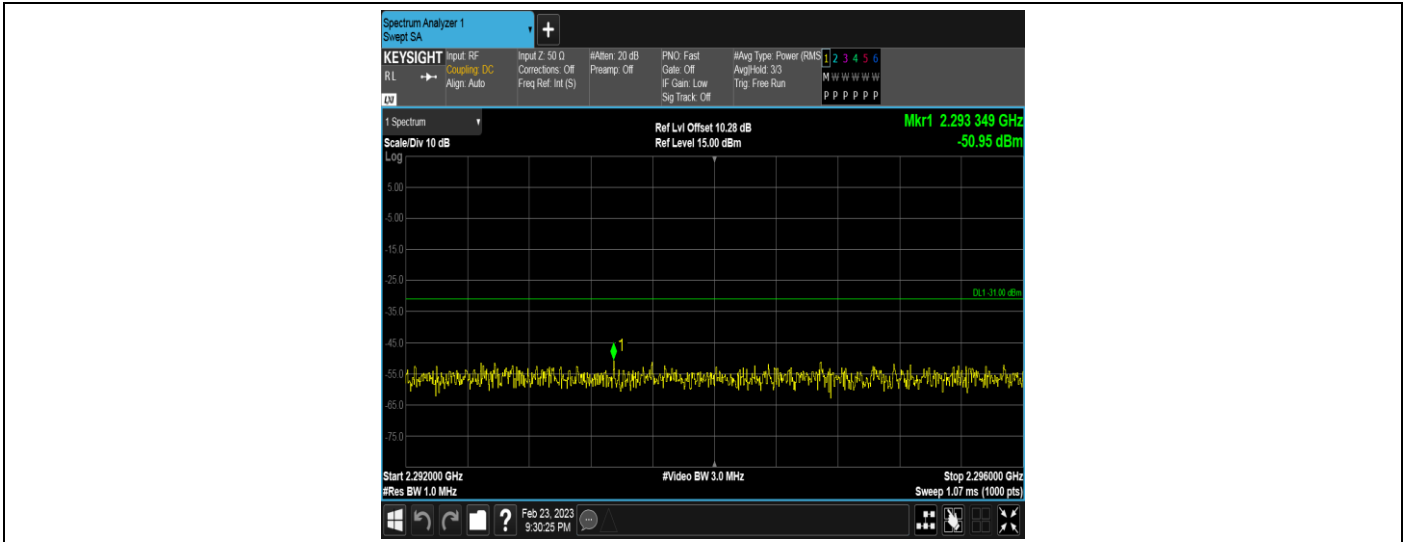 Spectrum Analyzer 1
Swept SA
KEYSIGHT
RL
LXI
Input: RF
Coupling: DC
Align: Auto
Input Z: 50 Ω
Corrections: Off
Freq Ref: Int (S)
#Atten: 20 dB
Preamp: Off
PNO: Fast
Gate: Off
IF Gain: Low
Sig Track: Off
#Avg Type: Power (RMS
Avg|Hold: 3/3
Trig: Free Run
1 2 3 4 5 6
M W W W W W
P P P P P P
1 Spectrum
Scale/Div 10 dB
Log
Ref Lvl Offset 10.28 dB
Ref Level 15.00 dBm
Mkr1 2.293 349 GHz
-50.95 dBm
5.00
-5.00
-15.0
-25.0
DL1 -31.00 dBm
-35.0
-45.0
1
-55.0
-65.0
-75.0
Start 2.292000 GHz
#Res BW 1.0 MHz
#Video BW 3.0 MHz
Stop 2.296000 GHz
Sweep 1.07 ms (1000 pts)
?
Feb 23, 2023
9:30:25 PM